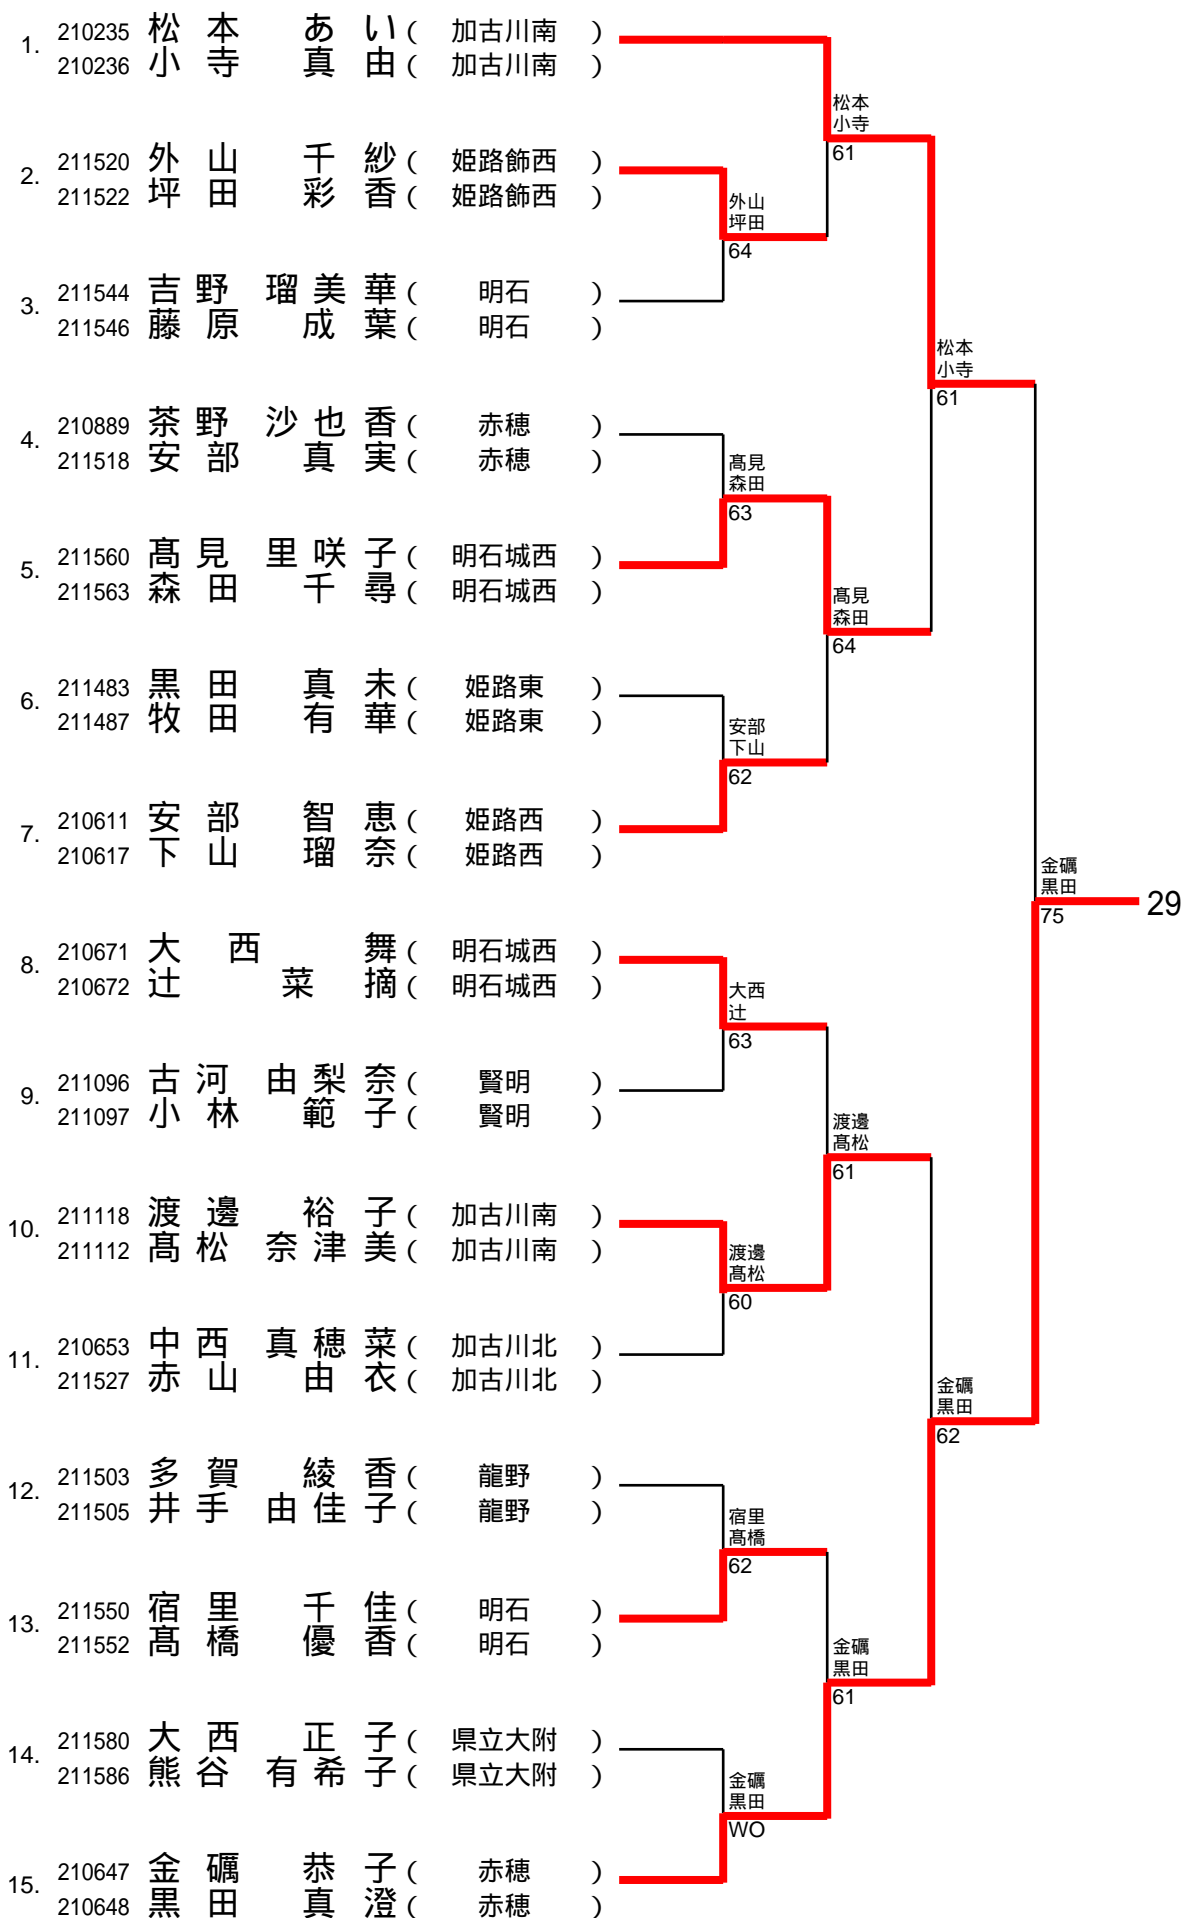 1. 210235 松本 あい ( 加古川南 )
210236 小寺 真由 ( 加古川南 )
松本
小寺
61
2. 211520 外山 千紗 ( 姫路飾西 )
211522 坪田 彩香 ( 姫路飾西 )
外山
坪田
64
3. 211544 吉野 瑠美華 ( 明石 )
211546 藤原 成葉 ( 明石 )
松本
小寺
61
4. 210889 茶野 沙也香 ( 赤穂 )
211518 安部 真実 ( 赤穂 )
髙見
森田
63
5. 211560 髙見 里咲子 ( 明石城西 )
211563 森田 千尋 ( 明石城西 )
髙見
森田
64
6. 211483 黒田 真未 ( 姫路東 )
211487 牧田 有華 ( 姫路東 )
安部
下山
62
7. 210611 安部 智恵 ( 姫路西 )
210617 下山 瑠奈 ( 姫路西 )
金礪
黒田
75
29
8. 210671 大西 舞 ( 明石城西 )
210672 辻 菜摘 ( 明石城西 )
大西
辻
63
9. 211096 古河 由梨奈 ( 賢明 )
211097 小林 範子 ( 賢明 )
渡邊
髙松
61
10. 211118 渡邊 裕子 ( 加古川南 )
211112 髙松 奈津美 ( 加古川南 )
渡邊
髙松
60
11. 210653 中西 真穂菜 ( 加古川北 )
211527 赤山 由衣 ( 加古川北 )
金礪
黒田
62
12. 211503 多賀 綾香 ( 龍野 )
211505 井手 由佳子 ( 龍野 )
宿里
髙橋
62
13. 211550 宿里 千佳 ( 明石 )
211552 髙橋 優香 ( 明石 )
金礪
黒田
61
14. 211580 大西 正子 ( 県立大附 )
211586 熊谷 有希子 ( 県立大附 )
金礪
黒田
WO
15. 210647 金礪 恭子 ( 赤穂 )
210648 黒田 真澄 ( 赤穂 )